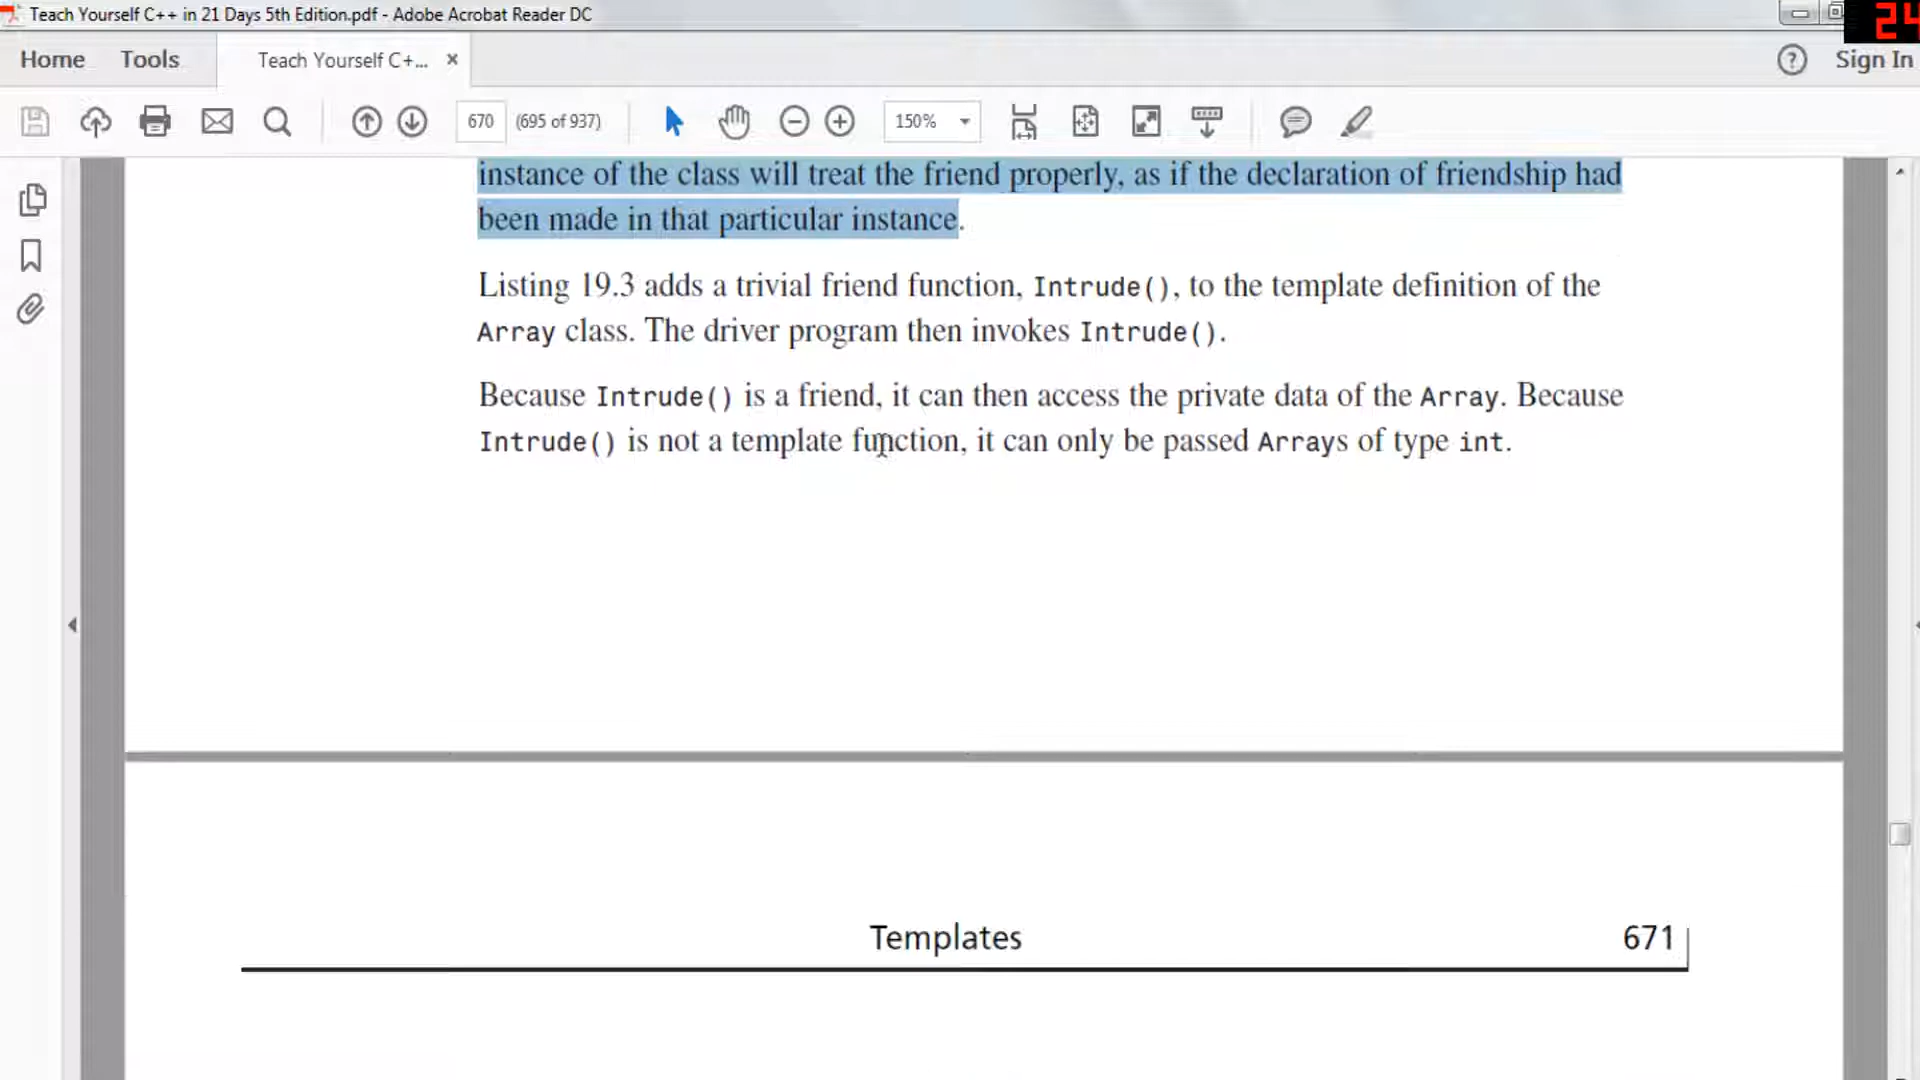 Teach Yourself C++ in 21 Days 5th Edition.pdf - Adobe Acrobat Reader DC
24
Home
Tools
Teach Yourself C+...
Sign In
670
(695 of 937)
150%
instance of the class will treat the friend properly, as if the declaration of friendship had
been made in that particular instance.
Listing 19.3 adds a trivial friend function, Intrude(), to the template definition of the
Array class. The driver program then invokes Intrude().
Because Intrude() is a friend, it can then access the private data of the Array. Because
Intrude() is not a template function, it can only be passed Arrays of type int.
Templates
671